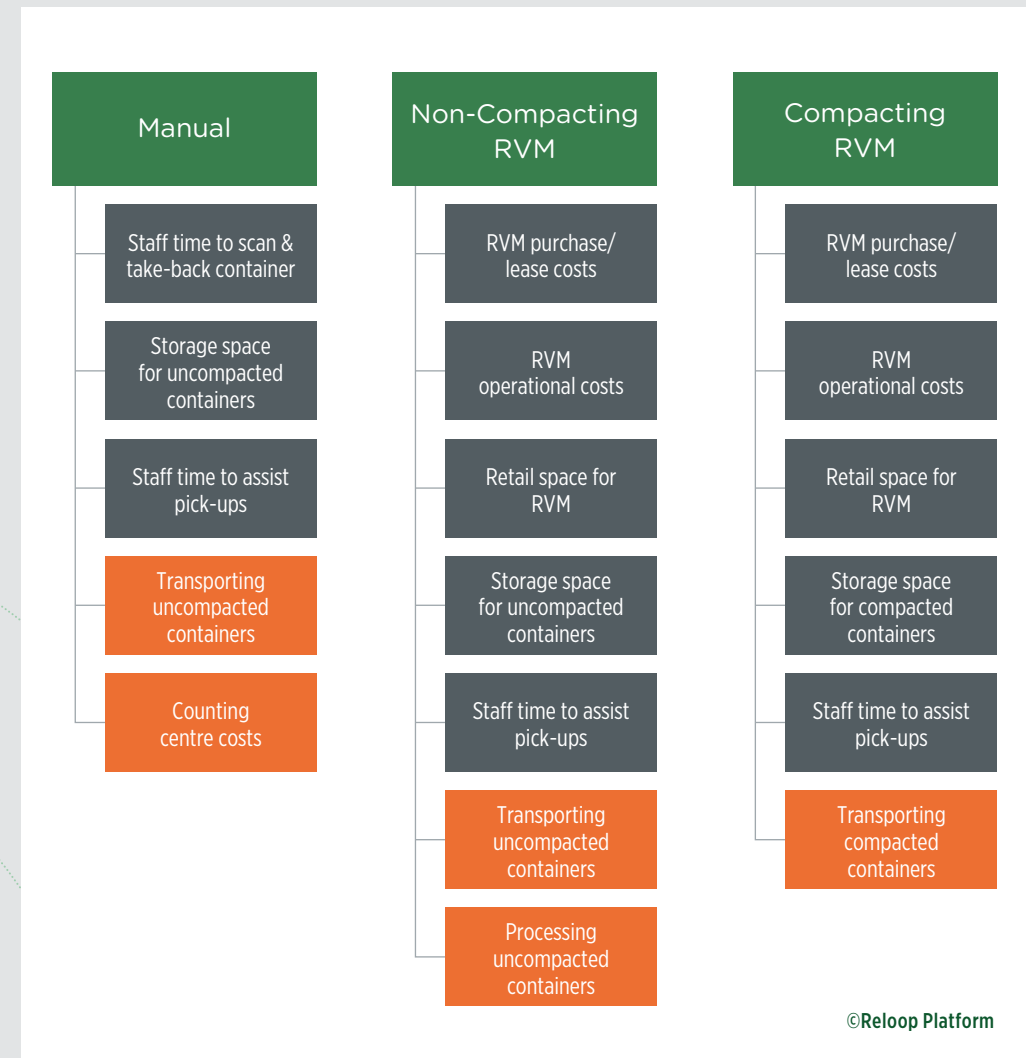 Manual
Staff time to scan &
take-back container
Storage space
for uncompacted
containers
Staff time to assist
pick-ups
Transporting
uncompacted
containers
Counting
centre costs
Non-Compacting
RVM
RVM purchase/
lease costs
RVM
operational costs
Retail space for
RVM
Storage space
for uncompacted
containers
Staff time to assist
pick-ups
Transporting
uncompacted
containers
Processing
uncompacted
containers
Compacting
RVM
RVM purchase/
lease costs
RVM
operational costs
Retail space for
RVM
Storage space
for compacted
containers
Staff time to assist
pick-ups
Transporting
compacted
containers
©Reloop Platform